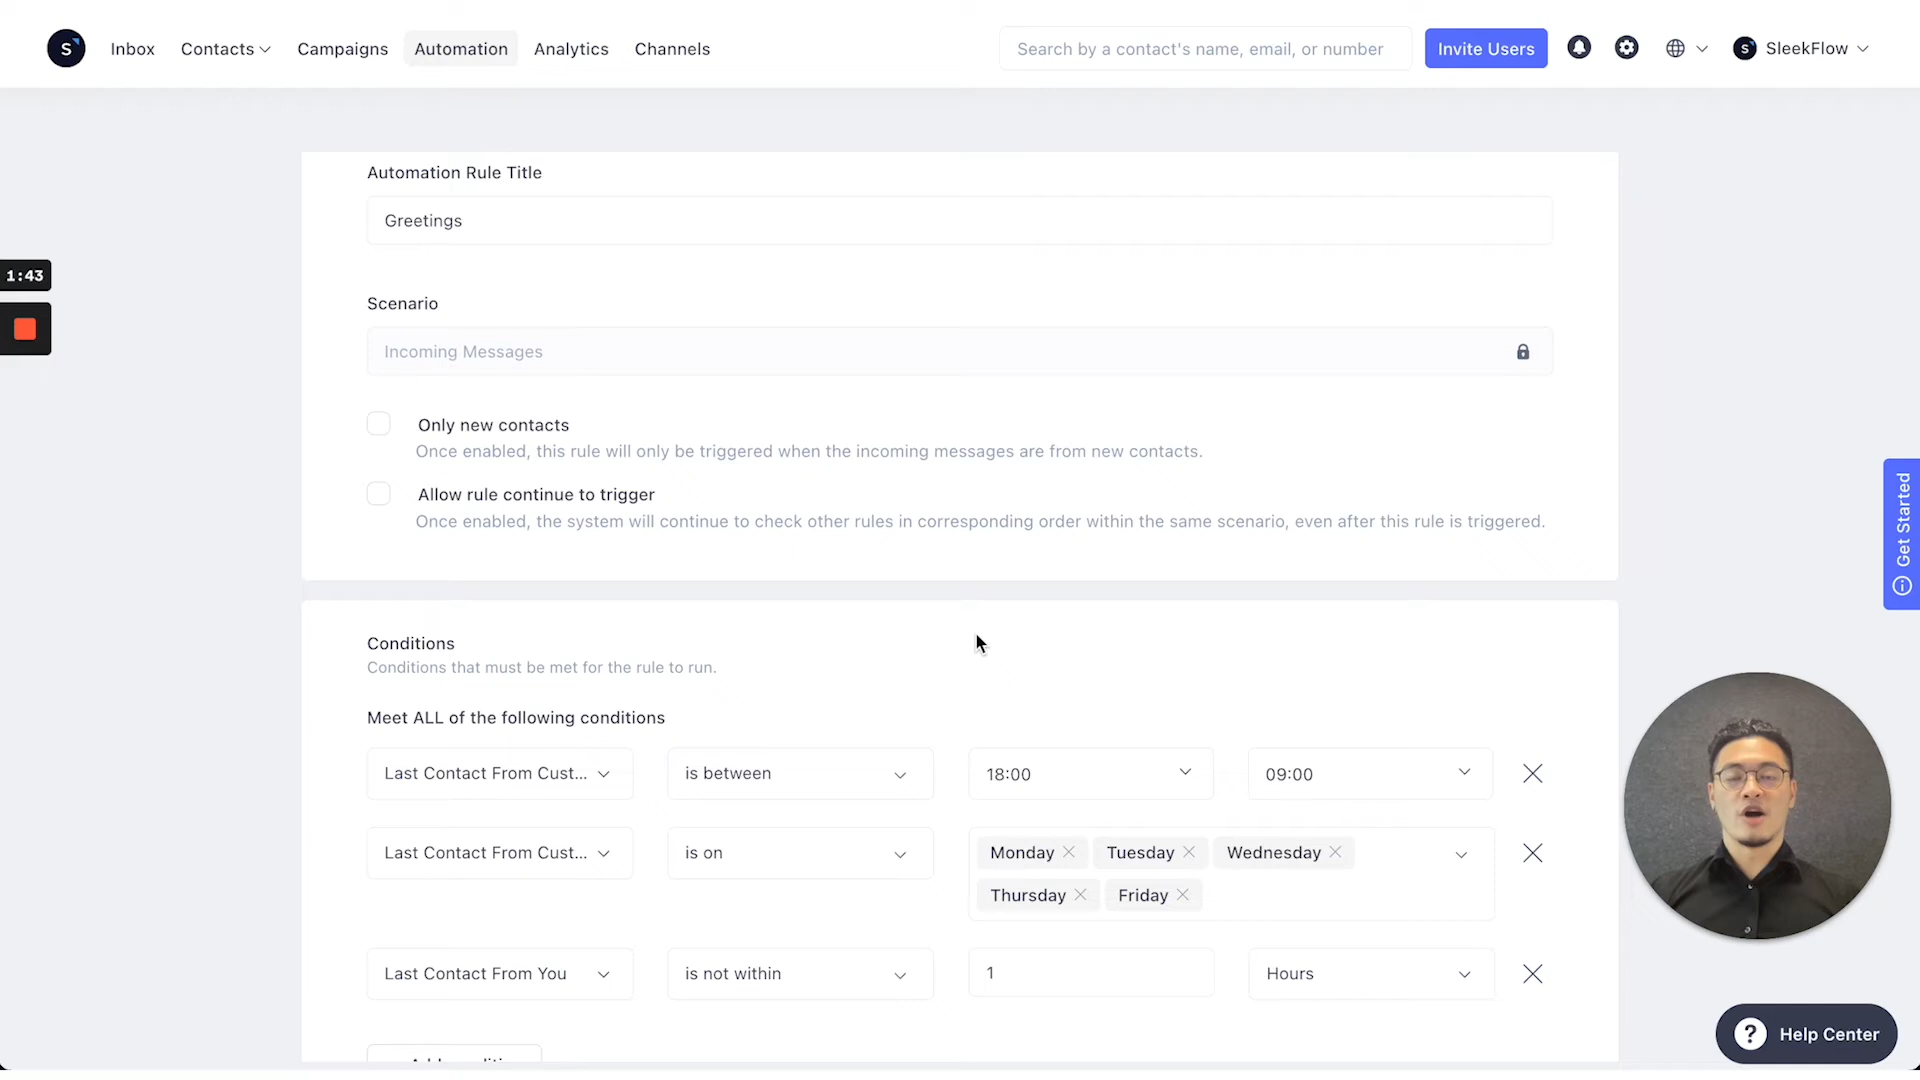 S Inbox Contacts Campaigns Automation Analytics Channels Search by a contact's name, email, or number Invite Users S SleekFlow
Automation Rule Title
Greetings
1:43
Scenario
Incoming Messages
Only new contacts
Once enabled, this rule will only be triggered when the incoming messages are from new contacts.
Allow rule continue to trigger
Once enabled, the system will continue to check other rules in corresponding order within the same scenario, even after this rule is triggered.
Get Started
Conditions
Conditions that must be met for the rule to run.
Meet ALL of the following conditions
Last Contact From Cust... is between 18:00 09:00
Last Contact From Cust... is on Monday Tuesday Wednesday
Thursday Friday
Last Contact From You is not within 1 Hours
? Help Center